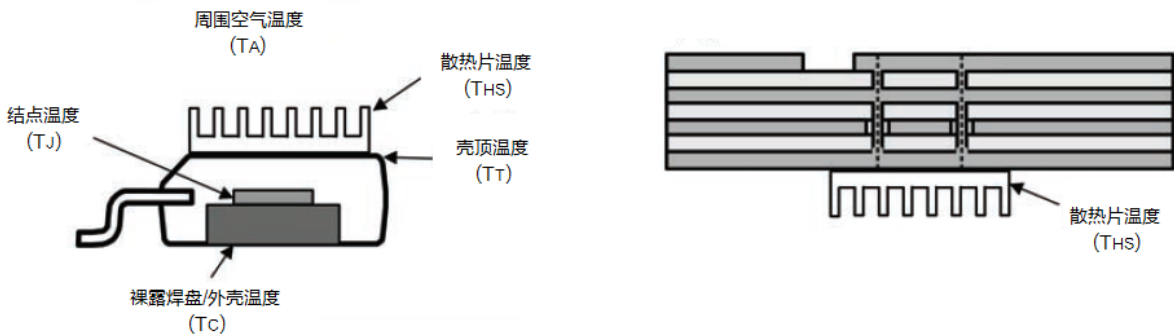 周围空气温度
(TA)
散热片温度
(THS)
结点温度
(TJ)
壳顶温度
(TT)
裸露焊盘/外壳温度
(TC)
散热片温度
(THS)